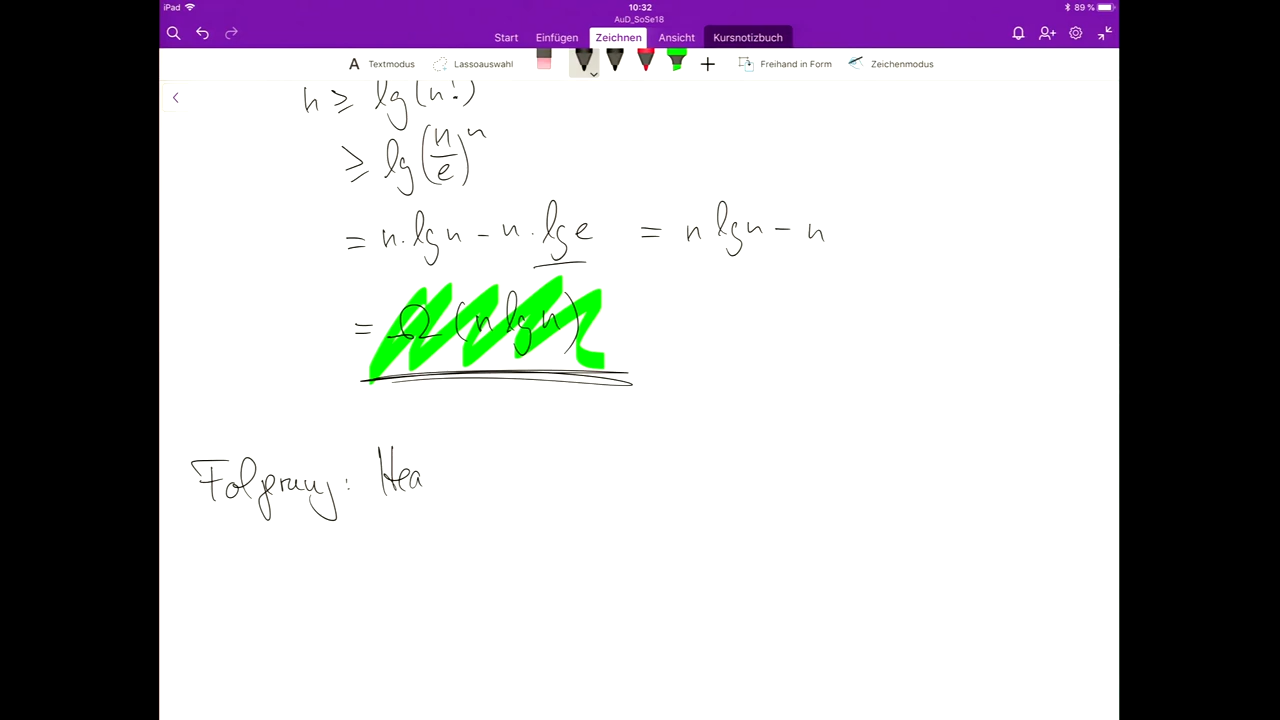 iPad 10:32 89 %
AuD_SoSe18
Start Einfügen Zeichnen Ansicht Kursnotizbuch
A Textmodus Lassoauswahl Freihand in Form Zeichenmodus
h ≥ lg(n!)
≥ lg(n/e)^n
= n·lg n – n·lg e = n lg n – n
= Ω(n lg n)
Folgerung: Hea